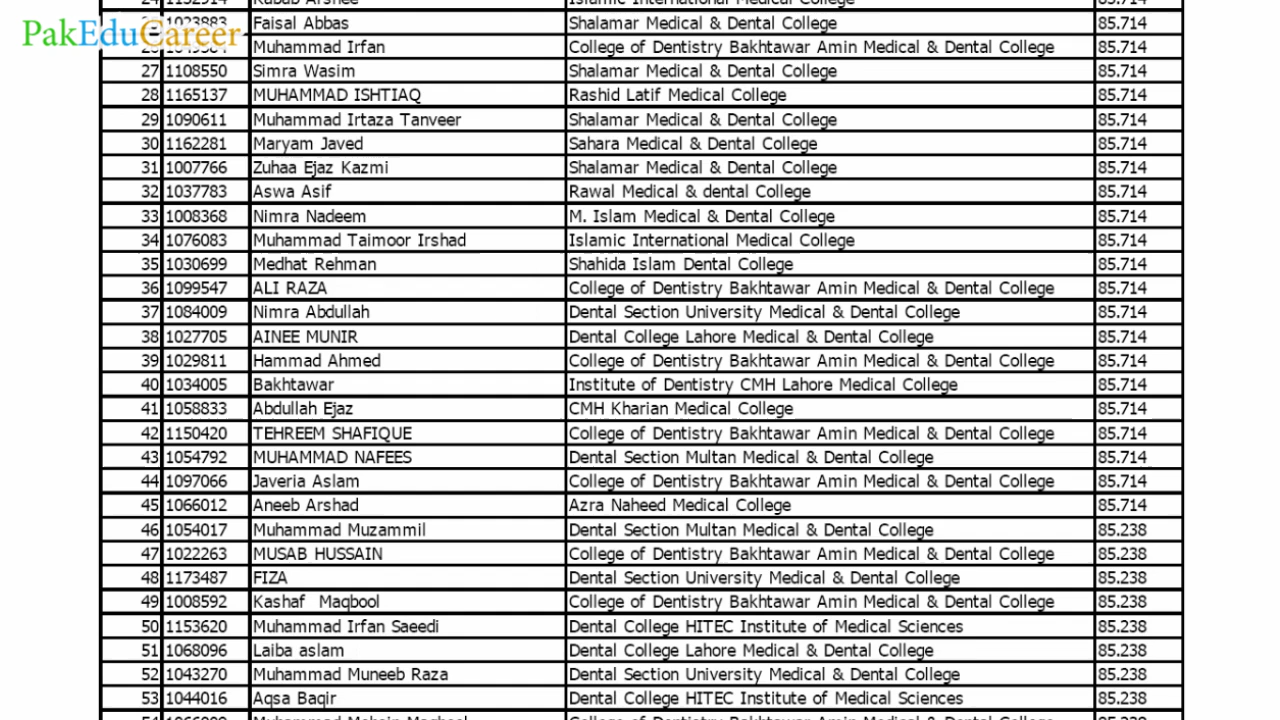 PakEduCareer
Islamic International Medical College
Faisal Abbas Shalamar Medical & Dental College 85.714
Muhammad Irfan College of Dentistry Bakhtawar Amin Medical & Dental College 85.714
27 1108550 Simra Wasim Shalamar Medical & Dental College 85.714
28 1165137 MUHAMMAD ISHTIAQ Rashid Latif Medical College 85.714
29 1090611 Muhammad Irtaza Tanveer Shalamar Medical & Dental College 85.714
30 1162281 Maryam Javed Sahara Medical & Dental College 85.714
31 1007766 Zuhaa Ejaz Kazmi Shalamar Medical & Dental College 85.714
32 1037783 Aswa Asif Rawal Medical & dental College 85.714
33 1008368 Nimra Nadeem M. Islam Medical & Dental College 85.714
34 1076083 Muhammad Taimoor Irshad Islamic International Medical College 85.714
35 1030699 Medhat Rehman Shahida Islam Dental College 85.714
36 1099547 ALI RAZA College of Dentistry Bakhtawar Amin Medical & Dental College 85.714
37 1084009 Nimra Abdullah Dental Section University Medical & Dental College 85.714
38 1027705 AINEE MUNIR Dental College Lahore Medical & Dental College 85.714
39 1029811 Hammad Ahmed College of Dentistry Bakhtawar Amin Medical & Dental College 85.714
40 1034005 Bakhtawar Institute of Dentistry CMH Lahore Medical College 85.714
41 1058833 Abdullah Ejaz CMH Kharian Medical College 85.714
42 1150420 TEHREEM SHAFIQUE College of Dentistry Bakhtawar Amin Medical & Dental College 85.714
43 1054792 MUHAMMAD NAFEES Dental Section Multan Medical & Dental College 85.714
44 1097066 Javeria Aslam College of Dentistry Bakhtawar Amin Medical & Dental College 85.714
45 1066012 Aneeb Arshad Azra Naheed Medical College 85.714
46 1054017 Muhammad Muzammil Dental Section Multan Medical & Dental College 85.238
47 1022263 MUSAB HUSSAIN College of Dentistry Bakhtawar Amin Medical & Dental College 85.238
48 1173487 FIZA Dental Section University Medical & Dental College 85.238
49 1008592 Kashaf Maqbool College of Dentistry Bakhtawar Amin Medical & Dental College 85.238
50 1153620 Muhammad Irfan Saeedi Dental College HITEC Institute of Medical Sciences 85.238
51 1068096 Laiba aslam Dental College Lahore Medical & Dental College 85.238
52 1043270 Muhammad Muneeb Raza Dental Section University Medical & Dental College 85.238
53 1044016 Aqsa Baqir Dental College HITEC Institute of Medical Sciences 85.238